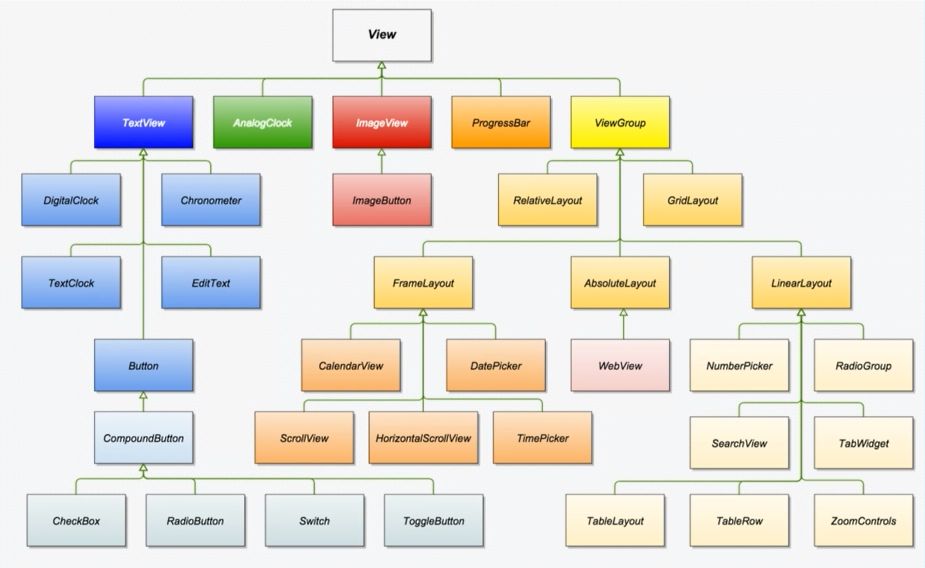 View
TextView
AnalogClock
ImageView
ProgressBar
ViewGroup
DigitalClock
Chronometer
ImageButton
RelativeLayout
GridLayout
TextClock
EditText
FrameLayout
AbsoluteLayout
LinearLayout
Button
CalendarView
DatePicker
WebView
NumberPicker
RadioGroup
CompoundButton
ScrollView
HorizontalScrollView
TimePicker
SearchView
TabWidget
CheckBox
RadioButton
Switch
ToggleButton
TableLayout
TableRow
ZoomControls